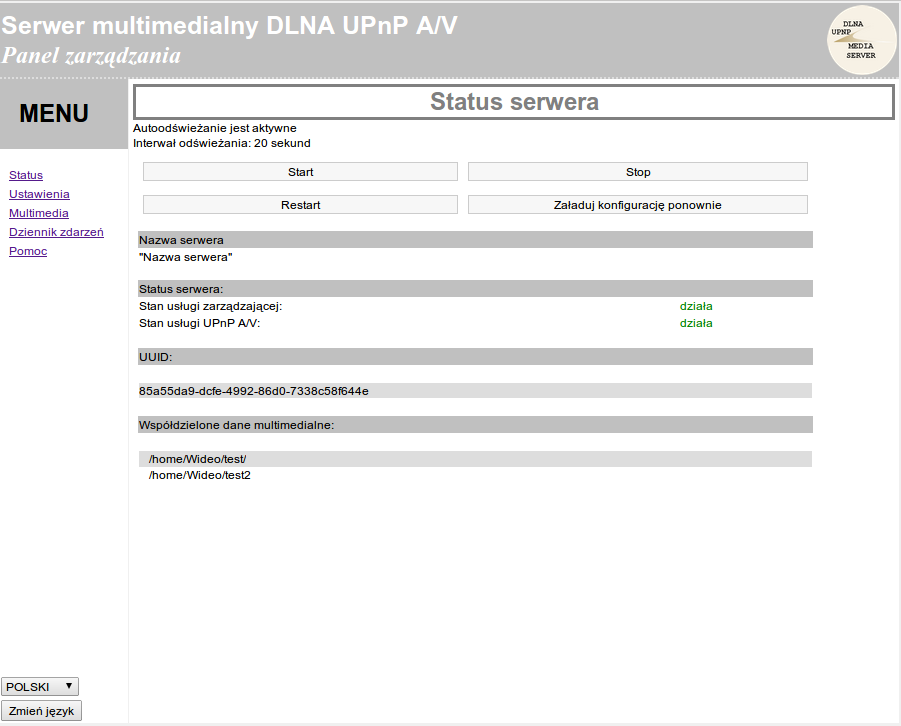 Serwer multimedialny DLNA UPnP A/V
Panel zarządzania
DLNA
UPNP
MEDIA
SERVER
MENU
Status
Ustawienia
Multimedia
Dziennik zdarzeń
Pomoc
Status serwera
Autoodświeżanie jest aktywne
Interwał odświeżania: 20 sekund
Start Stop
Restart Załaduj konfigurację ponownie
Nazwa serwera
"Nazwa serwera"
Status serwera:
Stan usługi zarządzającej: działa
Stan usługi UPnP A/V: działa
UUID:
85a55da9-dcfe-4992-86d0-7338c58f644e
Współdzielone dane multimedialne:
/home/Wideo/test/
/home/Wideo/test2
POLSKI
Zmień język